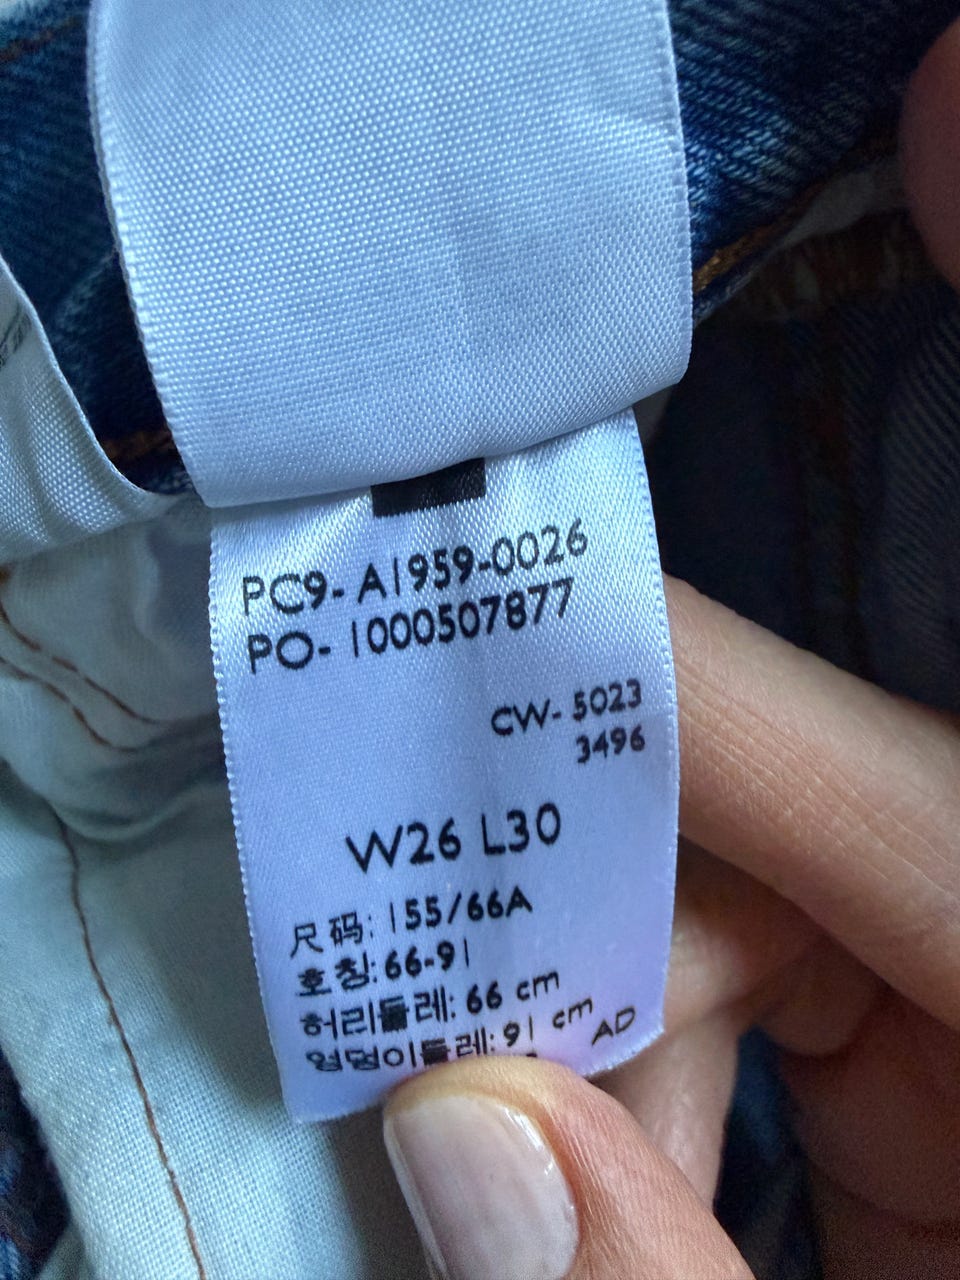 PC9- A1959-0026
PO- 1000507877
CW- 5023
3496
W26 L30
尺码: 155/66A
호칭: 66-91
허리둘레: 66 cm
엉덩이둘레: 91 cm
AD